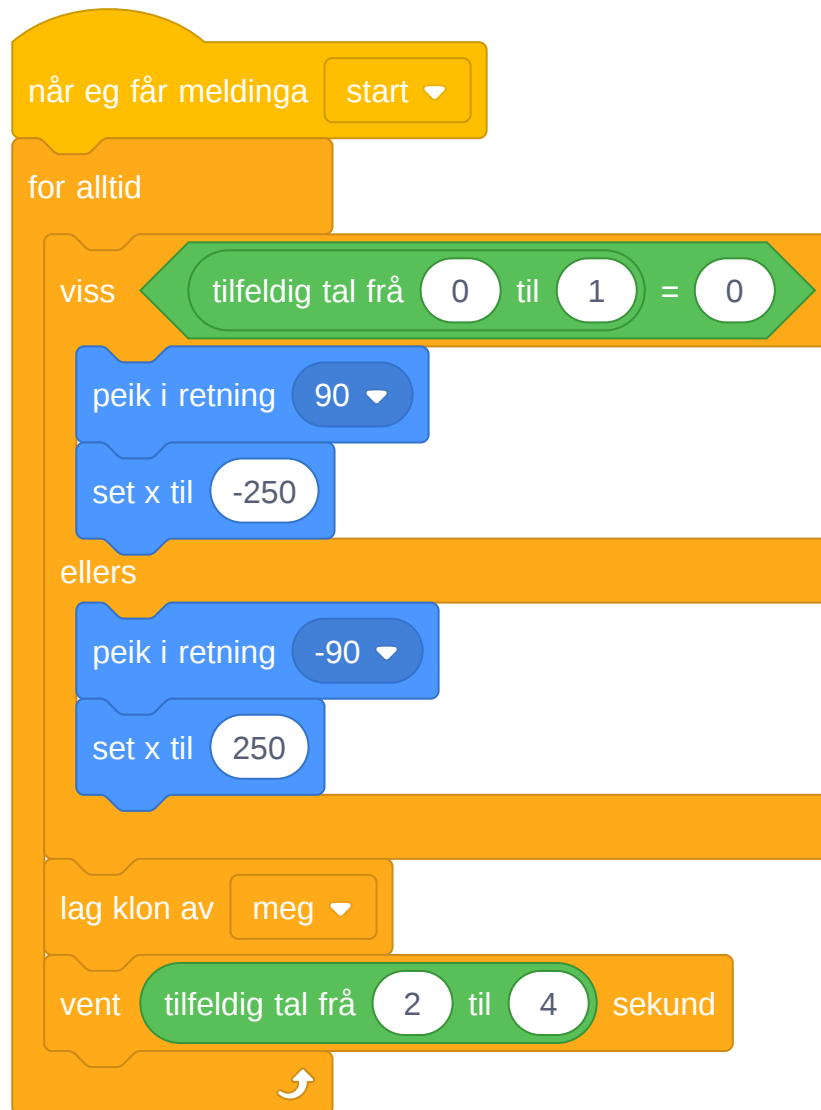 når eg får meldinga start
for alltid
viss tilfeldig tal frå 0 til 1 = 0
peik i retning 90
set x til -250
ellers
peik i retning -90
set x til 250
lag klon av meg
vent tilfeldig tal frå 2 til 4 sekund